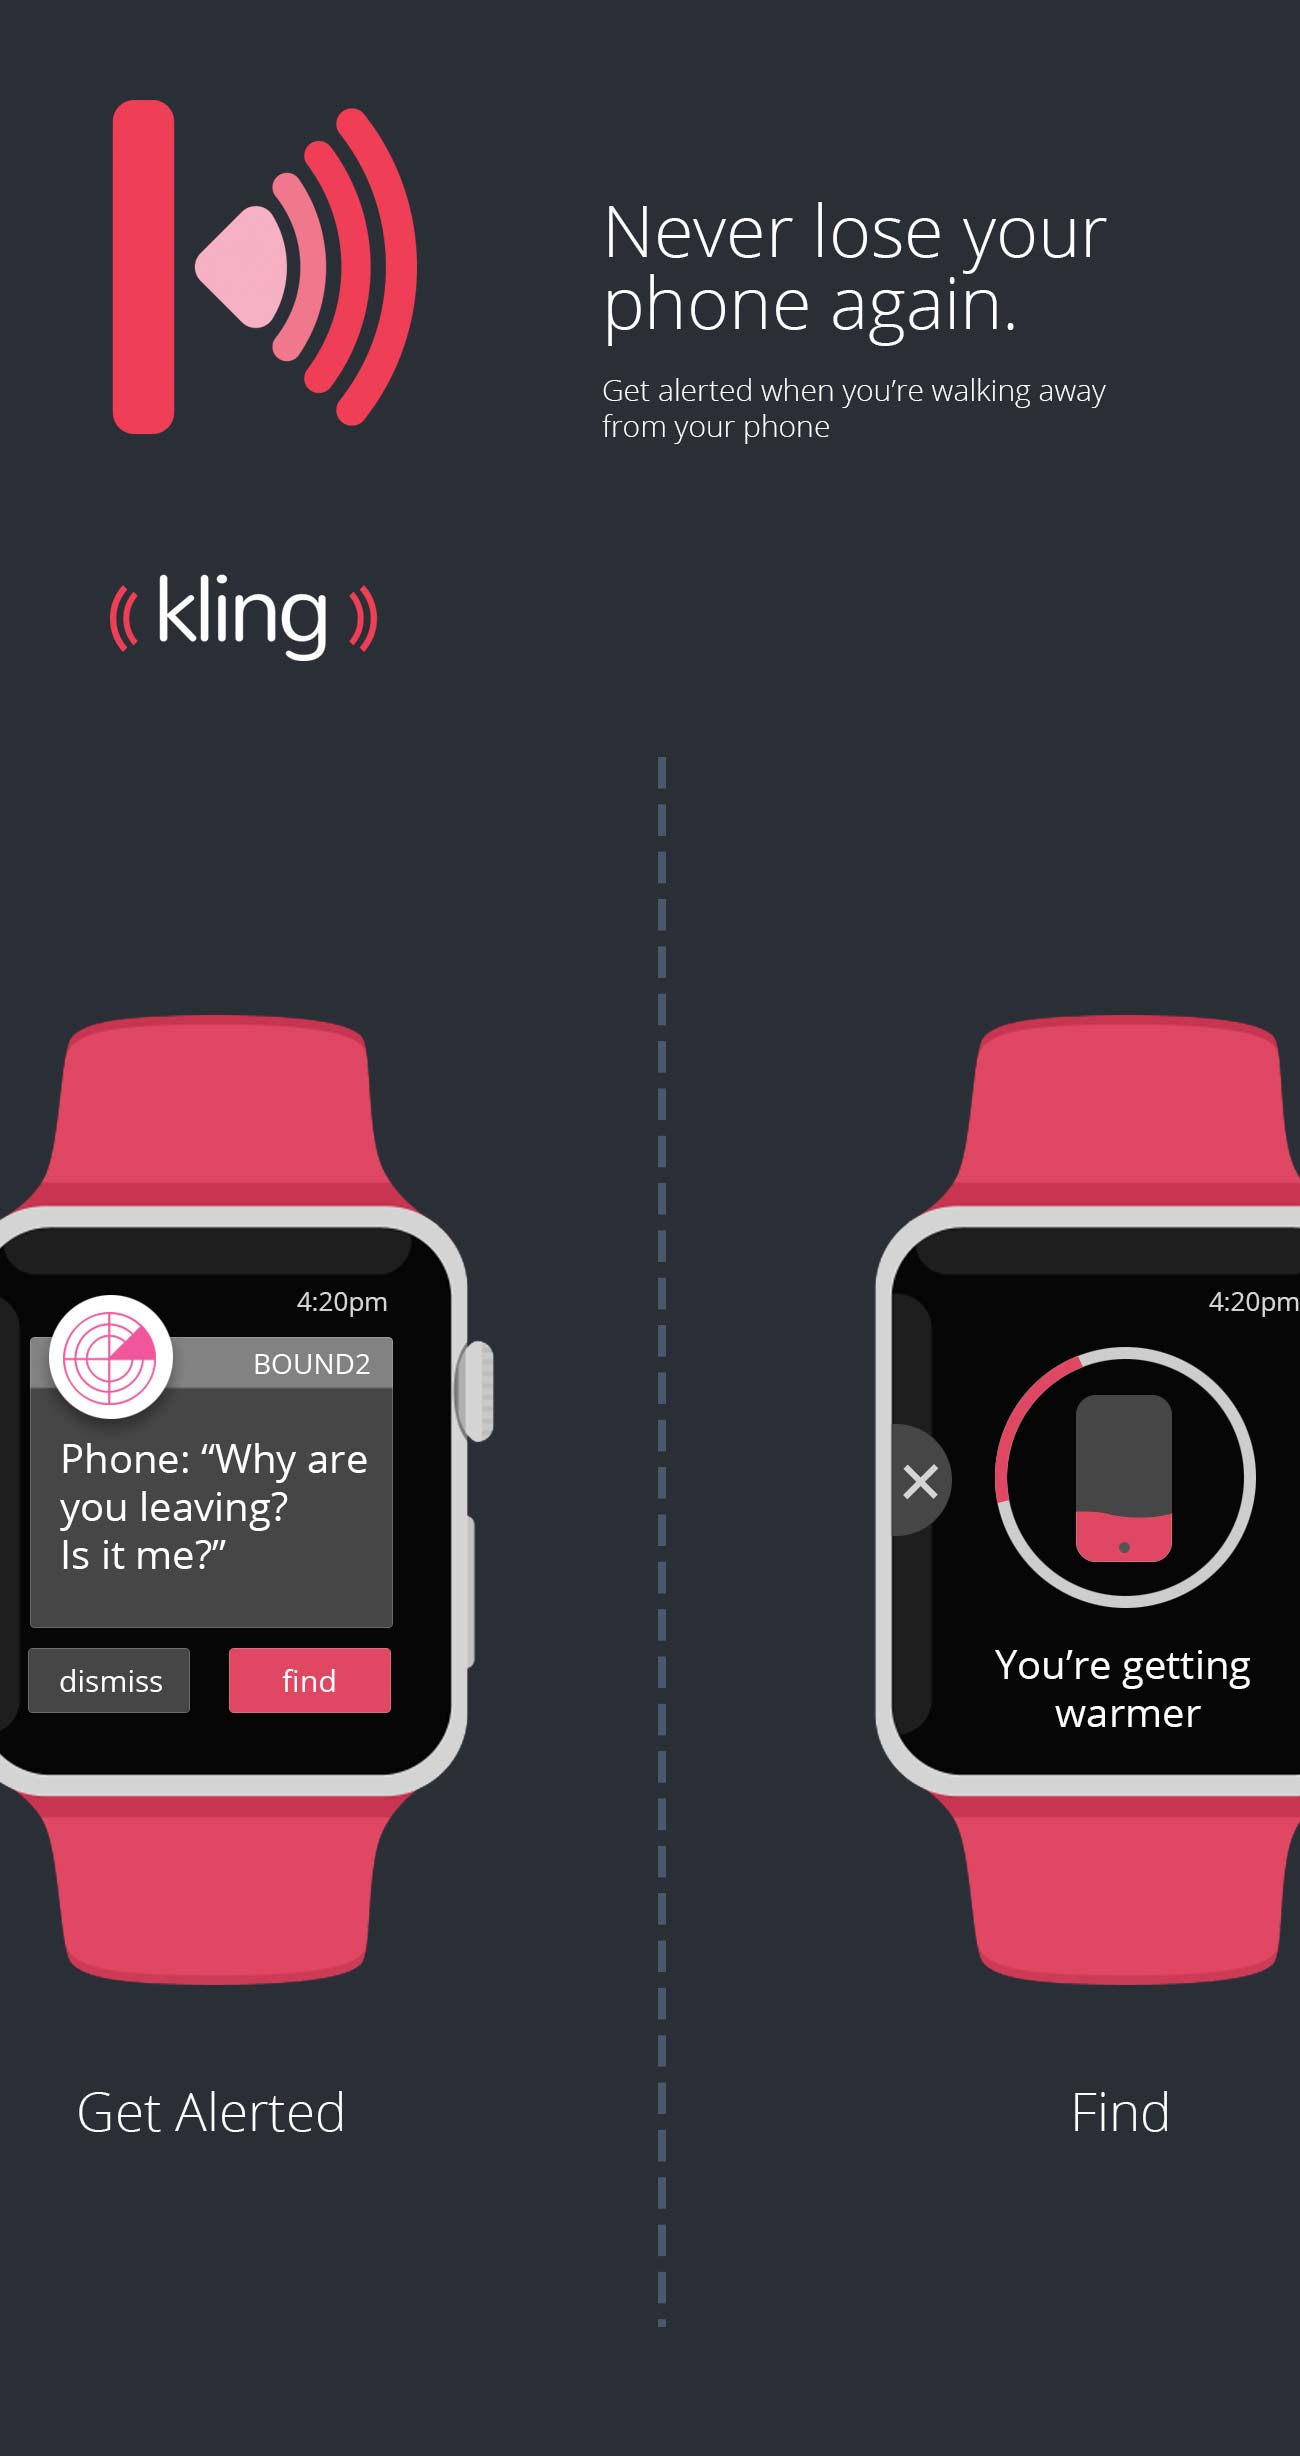 Never lose your
phone again.
Get alerted when you’re walking away
from your phone
kling
4:20pm
BOUND2
Phone: “Why are
you leaving?
Is it me?”
dismiss
find
Get Alerted
4:20pm
You’re getting
warmer
Find